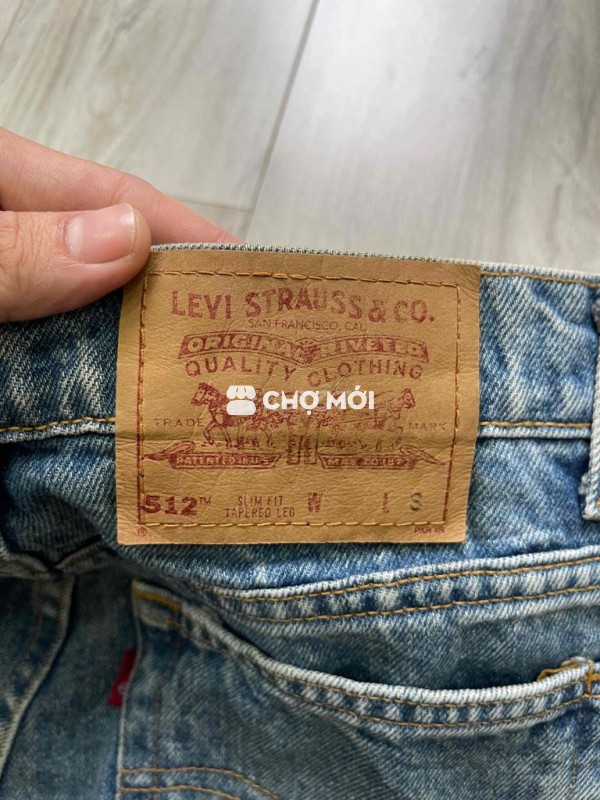 LEVI STRAUSS & CO.
SAN FRANCISCO, CAL
ORIGINAL RIVETED
QUALITY CLOTHING
CHỢ MỚI
TRADE MARK
512™ SLIM FIT W L S
TAPERED LEG
®